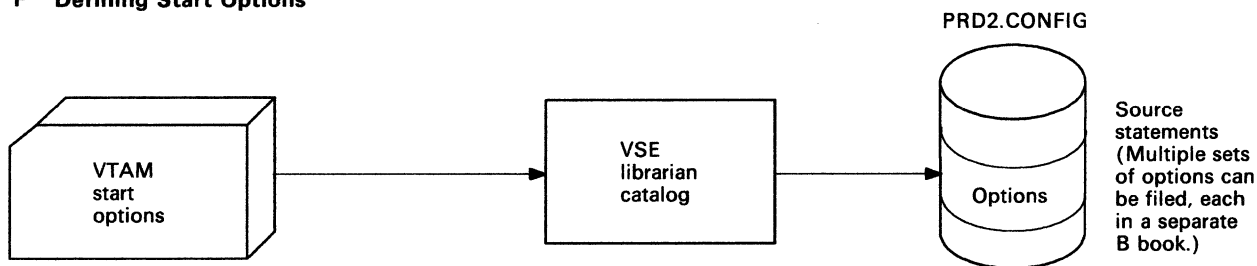 Defining Start Options
PRD2.CONFIG
VTAM
start
options
VSE
librarian
catalog
Options
Source
statements
(Multiple sets
of options can
be filed, each
in a separate
B book.)